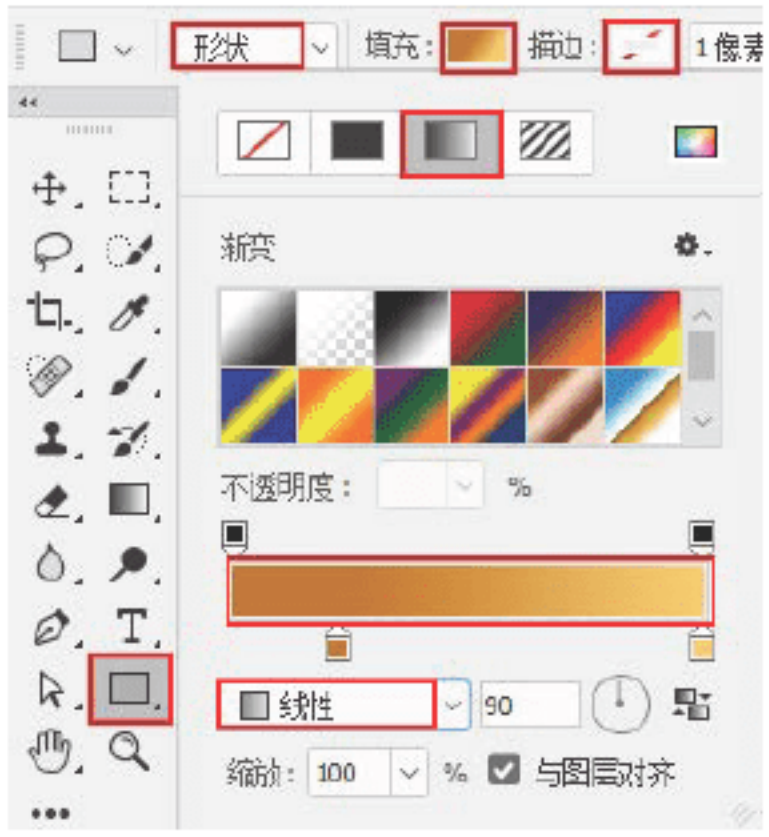 形状 填充： 描边： 1像素
渐变
不透明度： %
线性 90
缩放： 100 % 与图层对齐